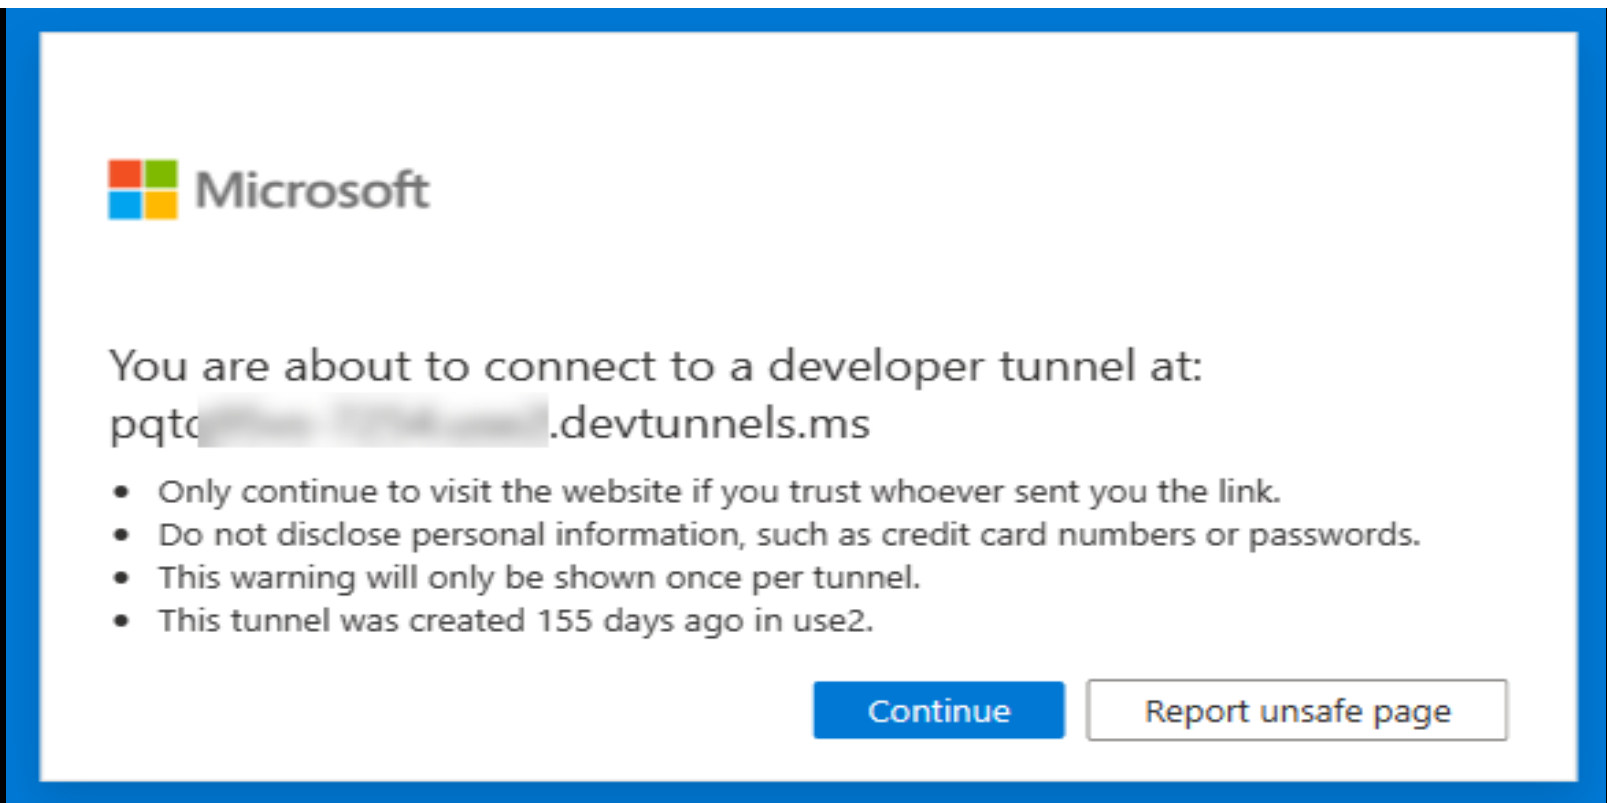 Microsoft
You are about to connect to a developer tunnel at:
.devtunnels.ms
• Only continue to visit the website if you trust whoever sent you the link.
• Do not disclose personal information, such as credit card numbers or passwords.
• This warning will only be shown once per tunnel.
• This tunnel was created 155 days ago in use2.
Continue
Report unsafe page